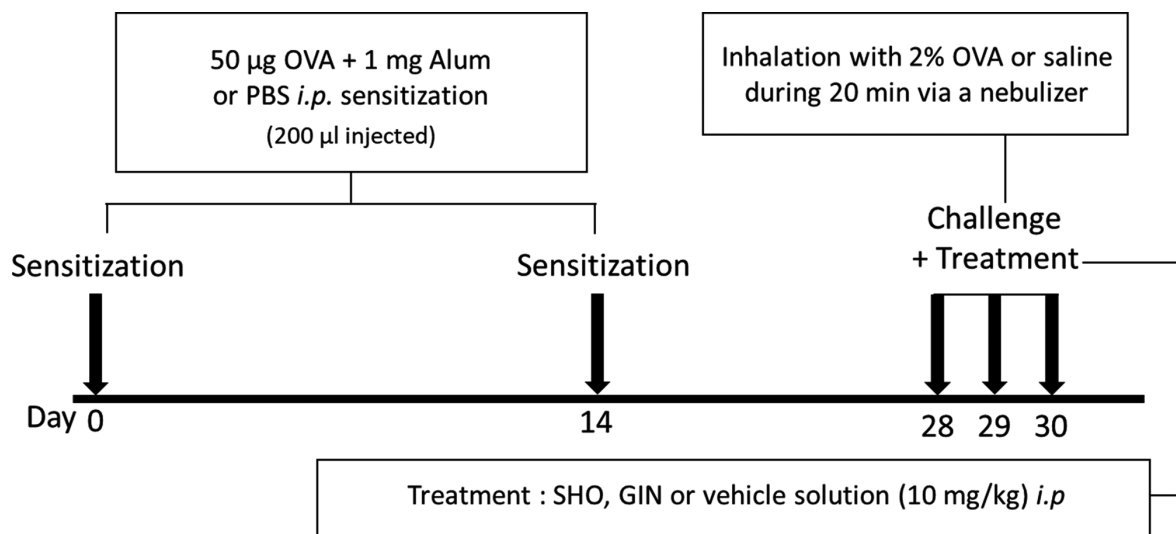 50 µg OVA + 1 mg Alum
or PBS i.p. sensitization
(200 µl injected)
Inhalation with 2% OVA or saline
during 20 min via a nebulizer
Sensitization
Sensitization
Challenge
+ Treatment
Day 0
14
28 29 30
Treatment : SHO, GIN or vehicle solution (10 mg/kg) i.p